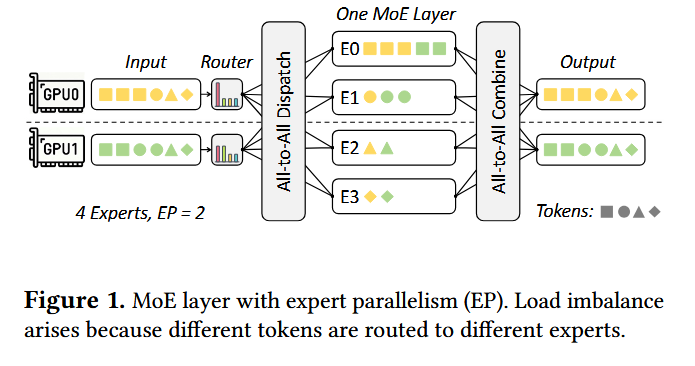 One MoE Layer
Input
Router
All-to-All Dispatch
E0
All-to-All Combine
Output
GPU0
E1
GPU1
E2
E3
4 Experts, EP = 2
Tokens:
Figure 1. MoE layer with expert parallelism (EP). Load imbalance
arises because different tokens are routed to different experts.